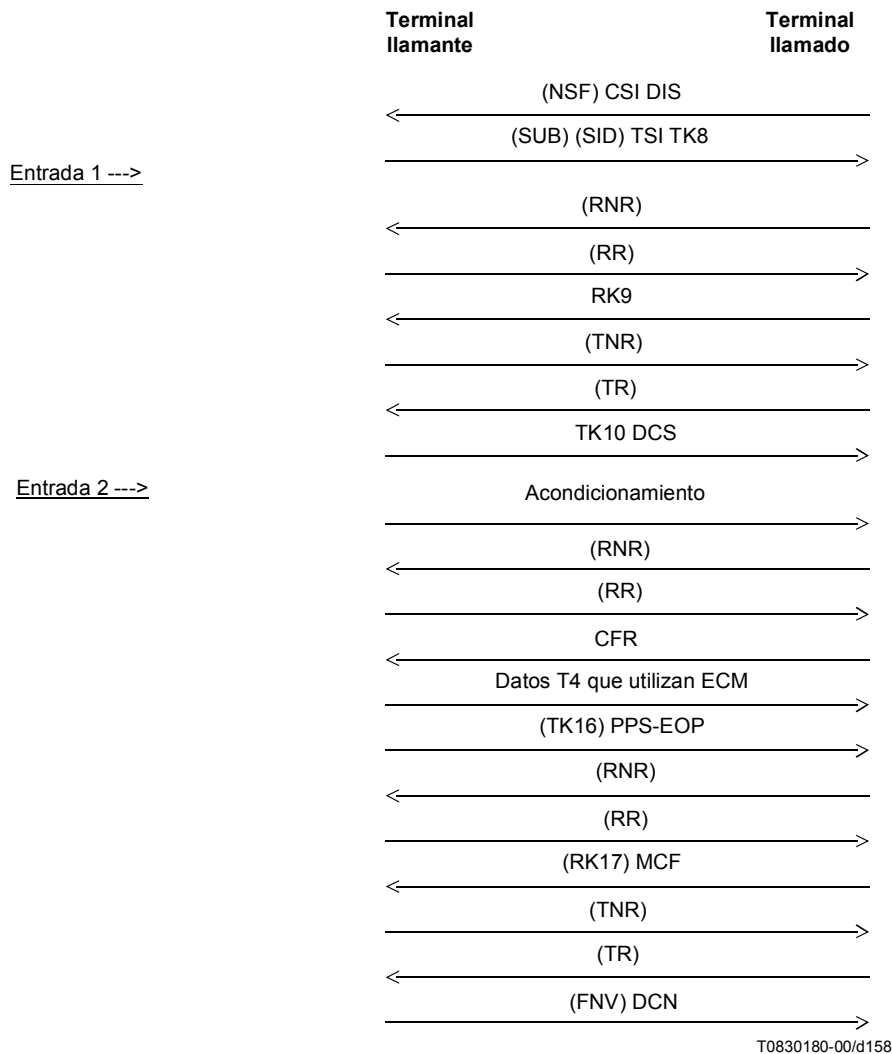 Terminal llamante
Terminal llamado
(NSF) CSI DIS
(SUB) (SID) TSI TK8
Entrada 1 --->
(RNR)
(RR)
RK9
(TNR)
(TR)
TK10 DCS
Entrada 2 --->
Acondicionamiento
(RNR)
(RR)
CFR
Datos T4 que utilizan ECM
(TK16) PPS-EOP
(RNR)
(RR)
(RK17) MCF
(TNR)
(TR)
(FNV) DCN
T0830180-00/d158